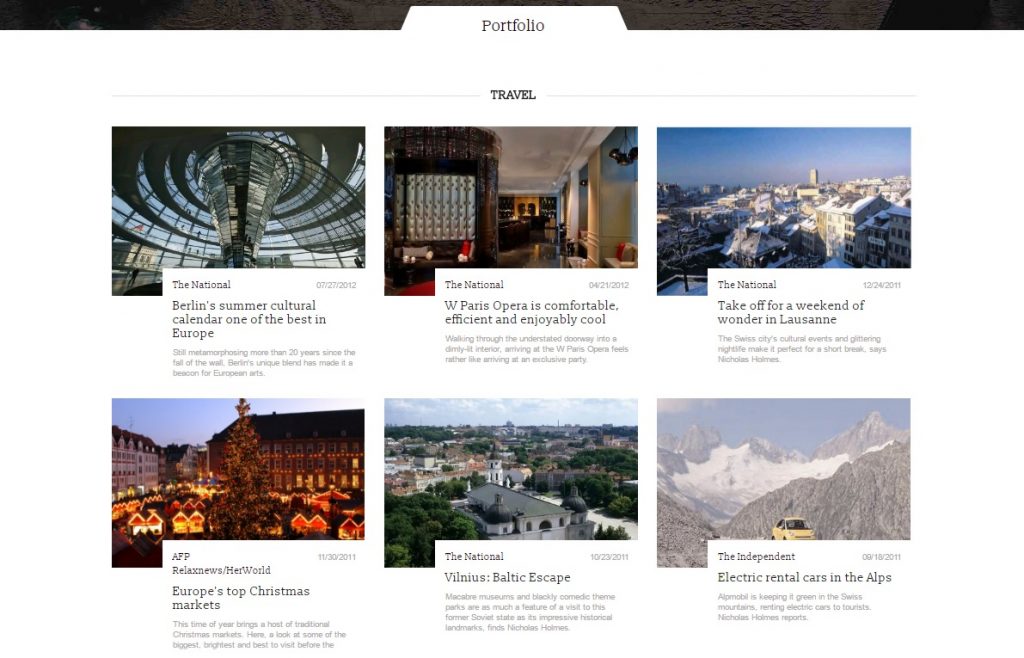 Portfolio
TRAVEL
The National 07/27/2012
Berlin's summer cultural
calendar one of the best in
Europe
Still metamorphosing more than 20 years since the
fall of the wall, Berlin's unique blend has made it a
beacon for European arts.
The National 04/21/2012
W Paris Opera is comfortable,
efficient and enjoyably cool
Walking through the understated doorway into a
dimly-lit interior, arriving at the W Paris Opera feels
rather like arriving at an exclusive party.
The National 12/24/2011
Take off for a weekend of
wonder in Lausanne
The Swiss city's cultural events and glittering
nightlife make it perfect for a short break, says
Nicholas Holmes.
AFP 11/30/2011
Relaxnews/HerWorld
Europe's top Christmas
markets
This time of year brings a host of traditional
Christmas markets. Here, a look at some of the
biggest, brightest and best to visit before the
The National 10/23/2011
Vilnius: Baltic Escape
Macabre museums and blackly comedic theme
parks are as much a feature of a visit to this
former Soviet state as its impressive historical
landmarks, finds Nicholas Holmes.
The Independent 09/18/2011
Electric rental cars in the Alps
Alpmobil is keeping it green in the Swiss
mountains, renting electric cars to tourists.
Nicholas Holmes reports.